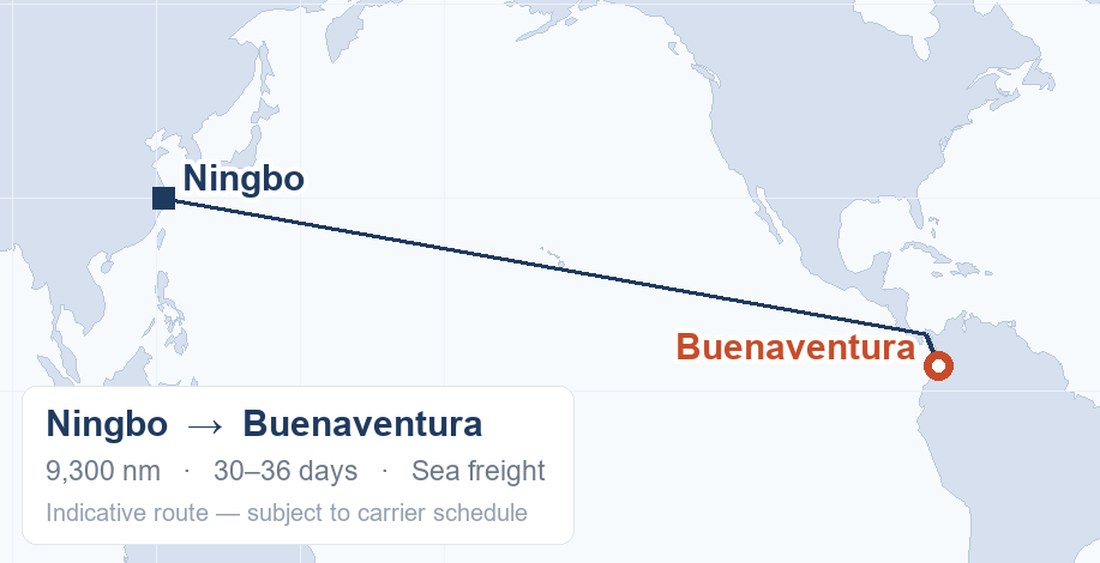 Ningbo
Buenaventura
Ningbo → Buenaventura
9,300 nm · 30–36 days · Sea freight
Indicative route — subject to carrier schedule